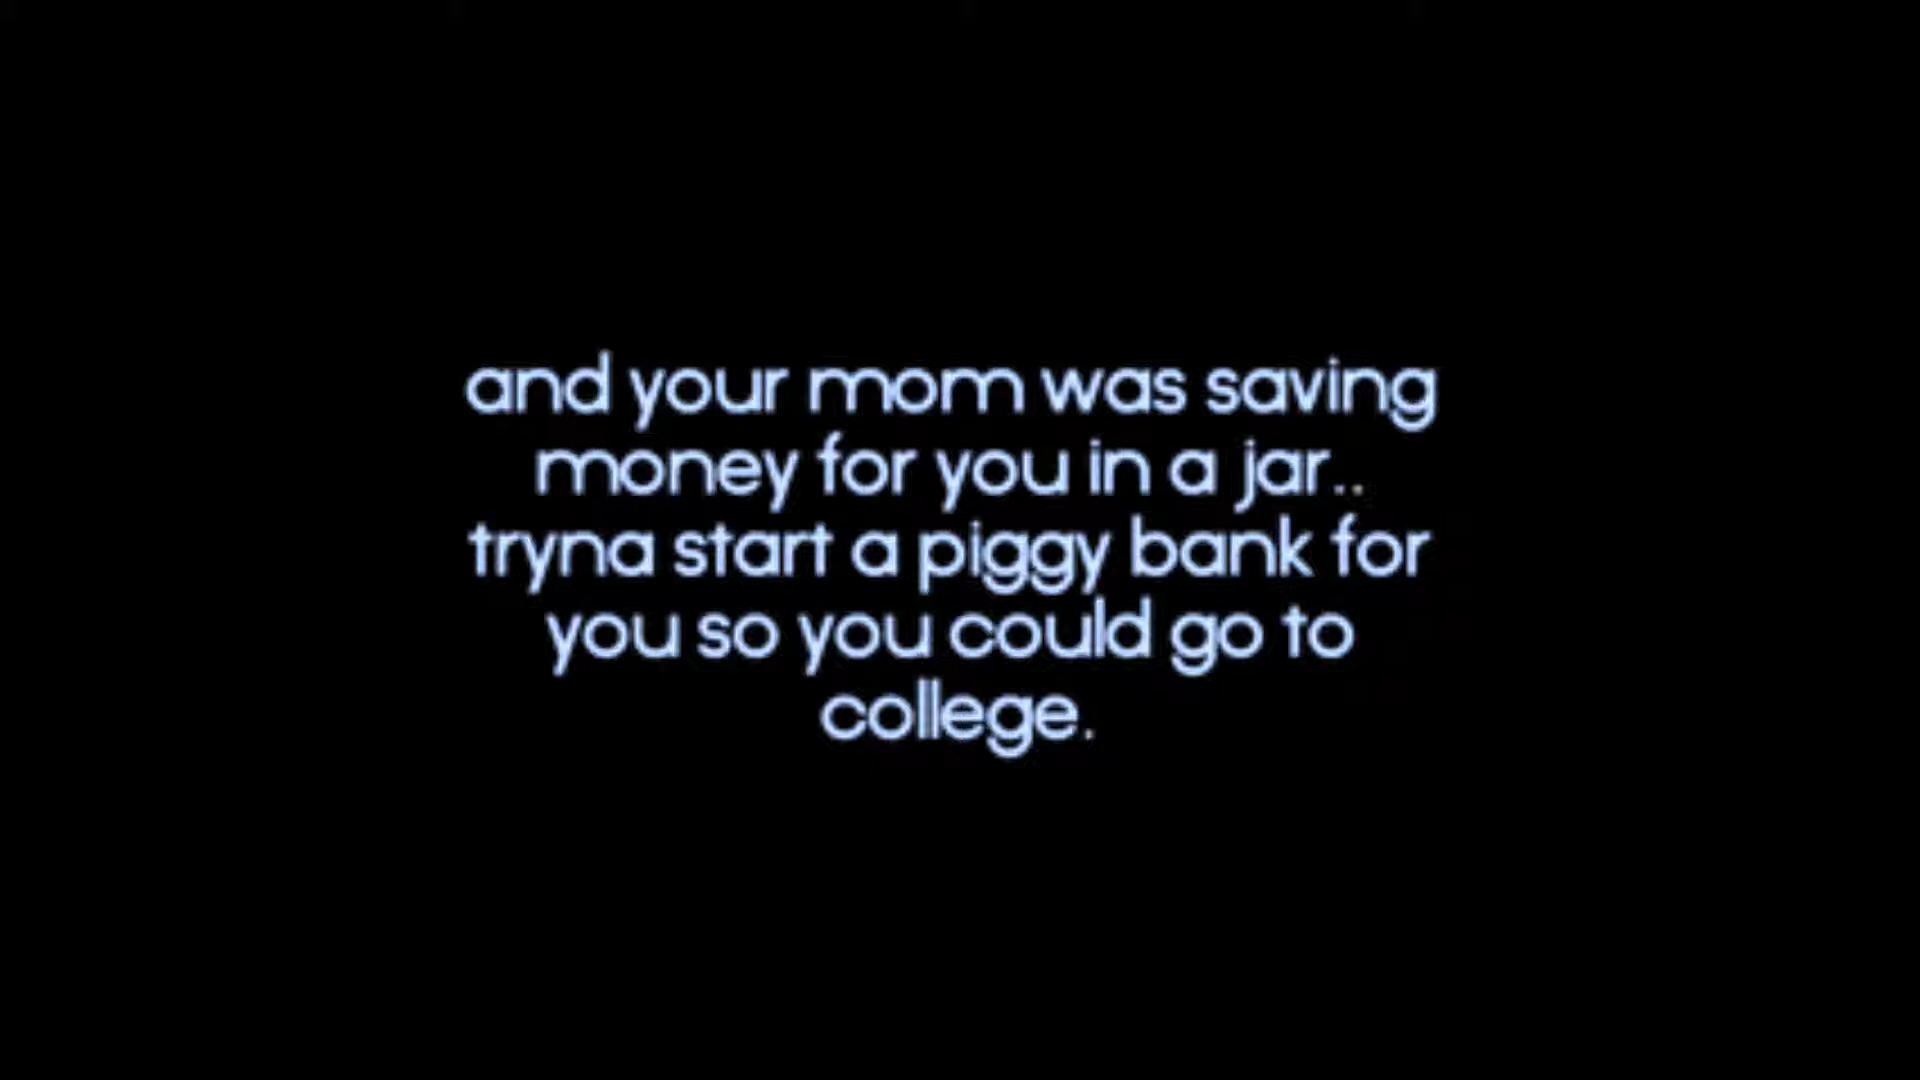 and your mom was saving
money for you in a jar..
tryna start a piggy bank for
you so you could go to
college.